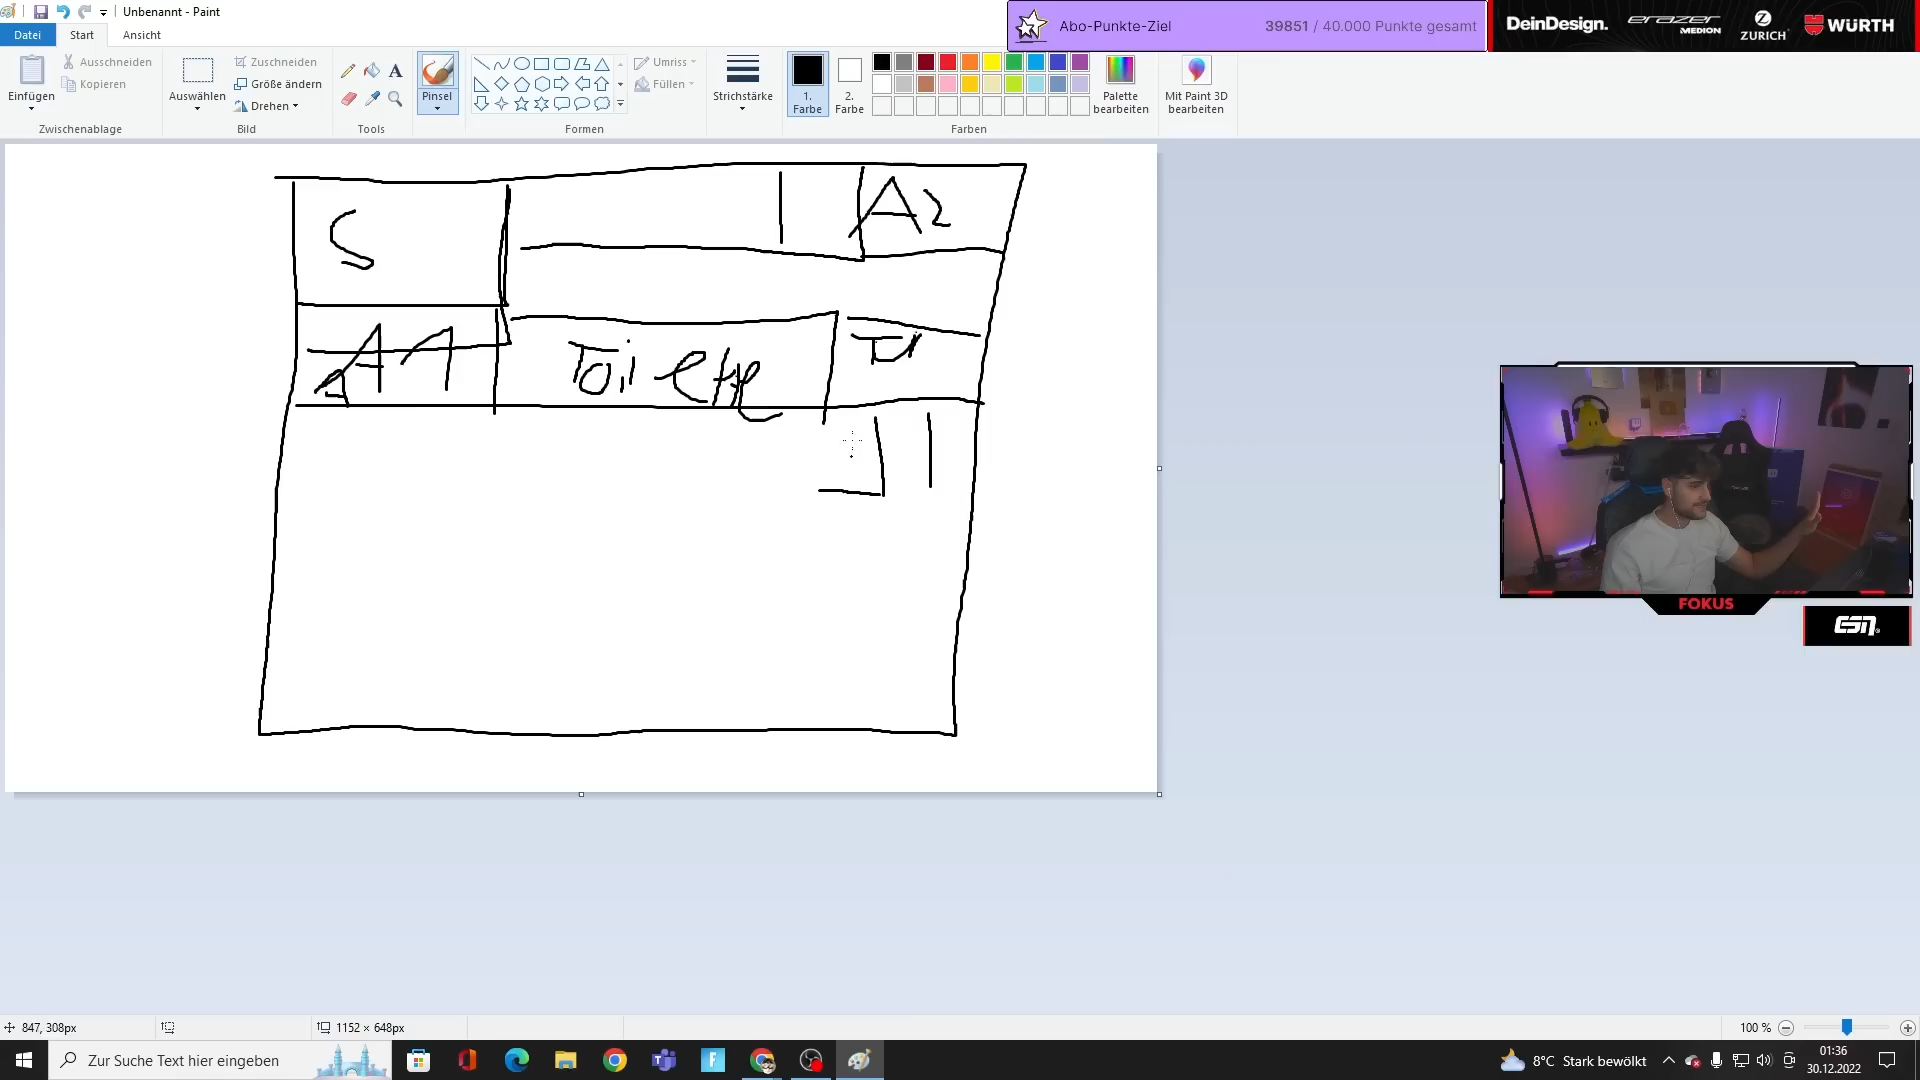 Unbenannt - Paint
Abo-Punkte-Ziel 39851 / 40.000 Punkte gesamt
DeinDesign. erazer MEDION ZURICH WÜRTH
Datei Start Ansicht
Einfügen
Ausschneiden
Kopieren
Zwischenablage
Auswählen
Zuschneiden
Größe ändern
Drehen
Bild
Tools
Pinsel
Umriss
Füllen
Formen
Strichstärke
1. Farbe
2. Farbe
Farben
Palette bearbeiten
Mit Paint 3D bearbeiten
S
A2
A1
Toilette
FOKUS
ESN
847, 308px
1152 × 648px
100 %
Zur Suche Text hier eingeben
8°C Stark bewölkt
01:36
30.12.2022